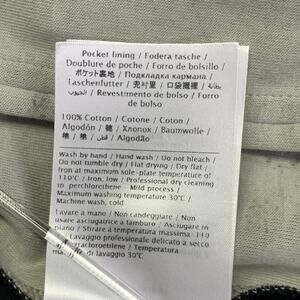 Pocket lining / Fodera tasche /
Doublure de poche / Forro de bolsillo /
ポケット裏地 / Подкладка кармана /
Taschenfutter / 兜衬里 / 口袋襯裡 / بطانة
الجيوب / Revestimento de bolso / Forro
de bolso
100% Cotton / Cotone / Coton /
Algodón / 綿 / Хлопок / Baumwolle /
棉 / 棉 / قطن / Algodão
Wash by hand / Hand wash / Do not bleach /
Do not tumble dry / Flat drying / Dry flat /
Iron at maximum sole-plate temperature of
110°C / Iron, low / Professional dry cleaning
in perchlorethene - Mild process /
Maximum washing temperature 30°C /
Machine wash, cold
Lavare a mano / Non candeggiare / Non
usare asciugatrice a tamburo / Asciugare in
piano / Stirare a temperatura massima 110
Lavaggio professionale delicato a secco
Temperatura
di lavaggio 30°C